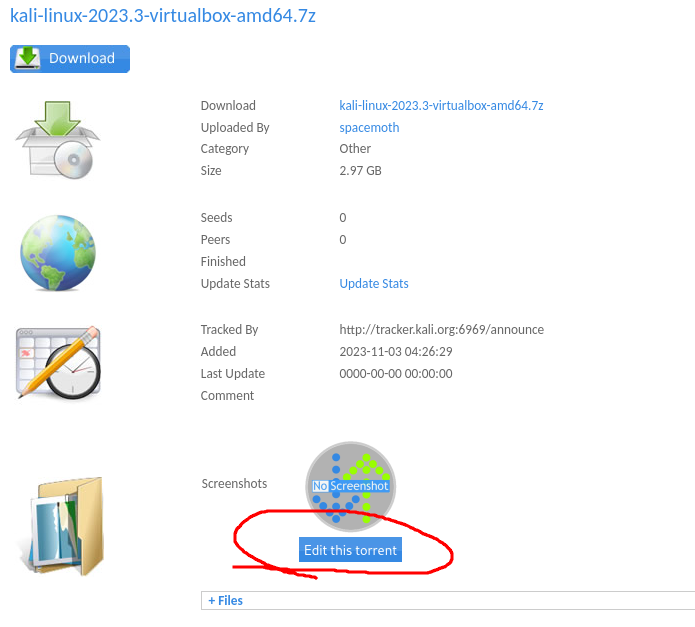 kali-linux-2023.3-virtualbox-amd64.7z
Download
Download kali-linux-2023.3-virtualbox-amd64.7z
Uploaded By spacemoth
Category Other
Size 2.97 GB
Seeds 0
Peers 0
Finished
Update Stats Update Stats
Tracked By http://tracker.kali.org:6969/announce
Added 2023-11-03 04:26:29
Last Update 0000-00-00 00:00:00
Comment
Screenshots No Screenshot
Edit this torrent
+ Files